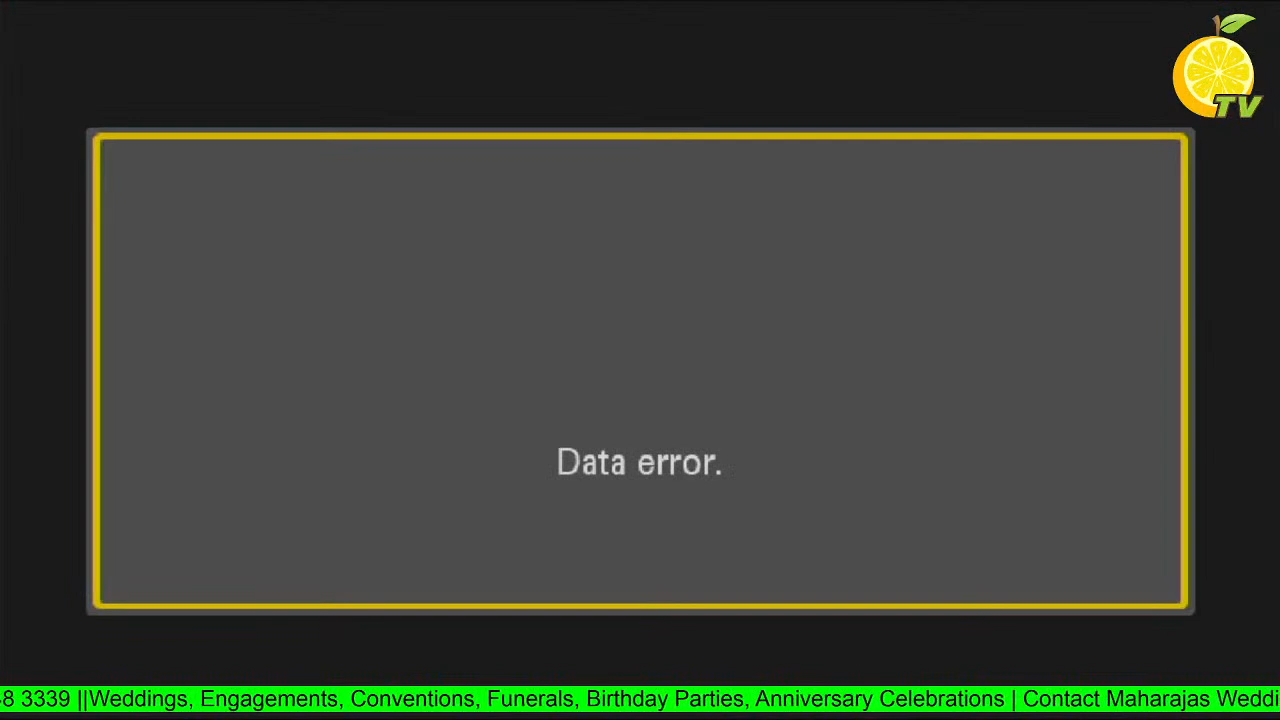 TV
Data error.
8 3339 ||Weddings, Engagements, Conventions, Funerals, Birthday Parties, Anniversary Celebrations | Contact Maharajas Weddi